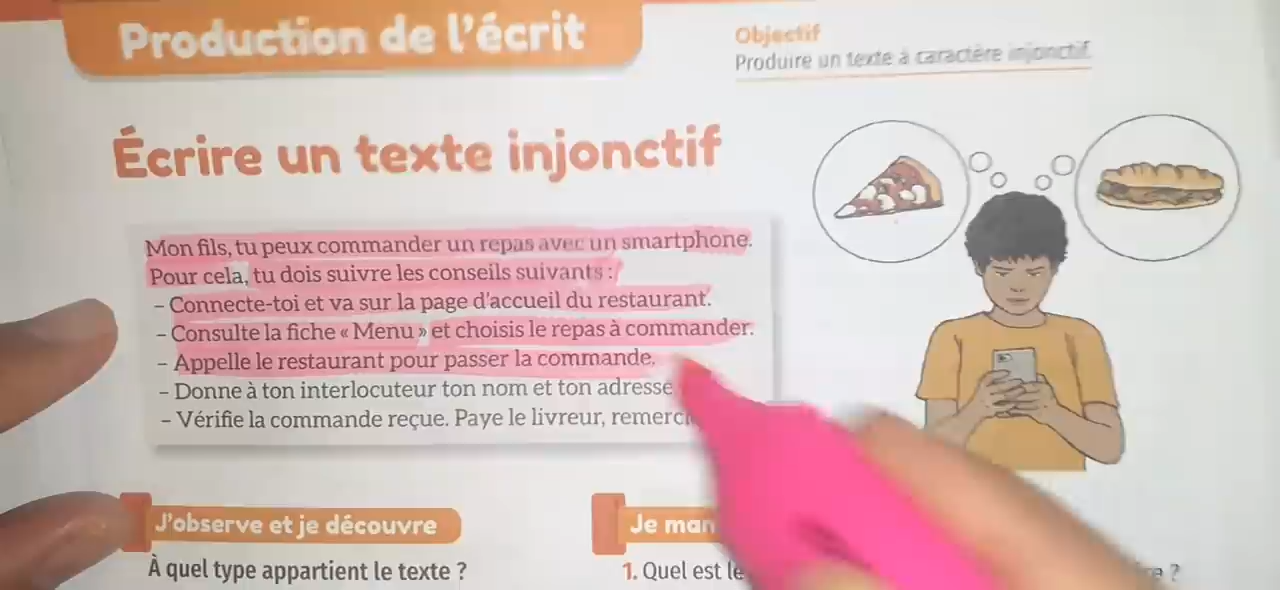 Production de l'écrit
Objectif
Produire un texte à caractère injonctif.
Écrire un texte injonctif
Mon fils, tu peux commander un repas avec un smartphone.
Pour cela, tu dois suivre les conseils suivants :
– Connecte-toi et va sur la page d'accueil du restaurant.
– Consulte la fiche « Menu » et choisis le repas à commander.
– Appelle le restaurant pour passer la commande.
– Donne à ton interlocuteur ton nom et ton adresse
– Vérifie la commande reçue. Paye le livreur,
J'observe et je découvre
Je
À quel type appartient le texte ?
1. Quel est
?